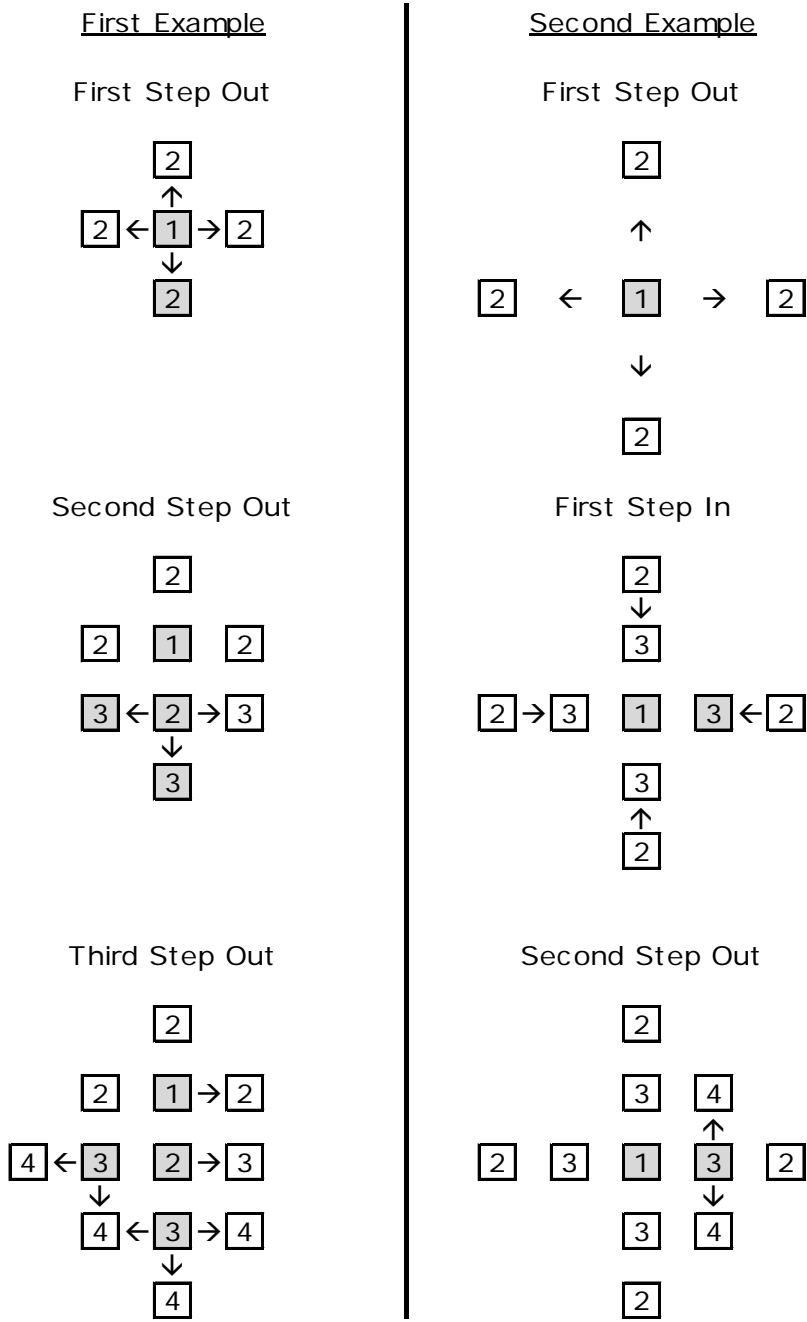 First Example
First Step Out
2
↑
2 ← 1 → 2
↓
2
Second Step Out
2
2 1 2
3 ← 2 → 3
↓
3
Third Step Out
2
2 1 → 2
4 ← 3 2 → 3
↓
4 ← 3 → 4
↓
4
Second Example
First Step Out
2
↑
2 ← 1 → 2
↓
2
First Step In
2
↓
3
2 → 3 1 3 ← 2
3
↑
2
Second Step Out
2
3 4
↑
2 3 1 3 2
↓
3 4
2